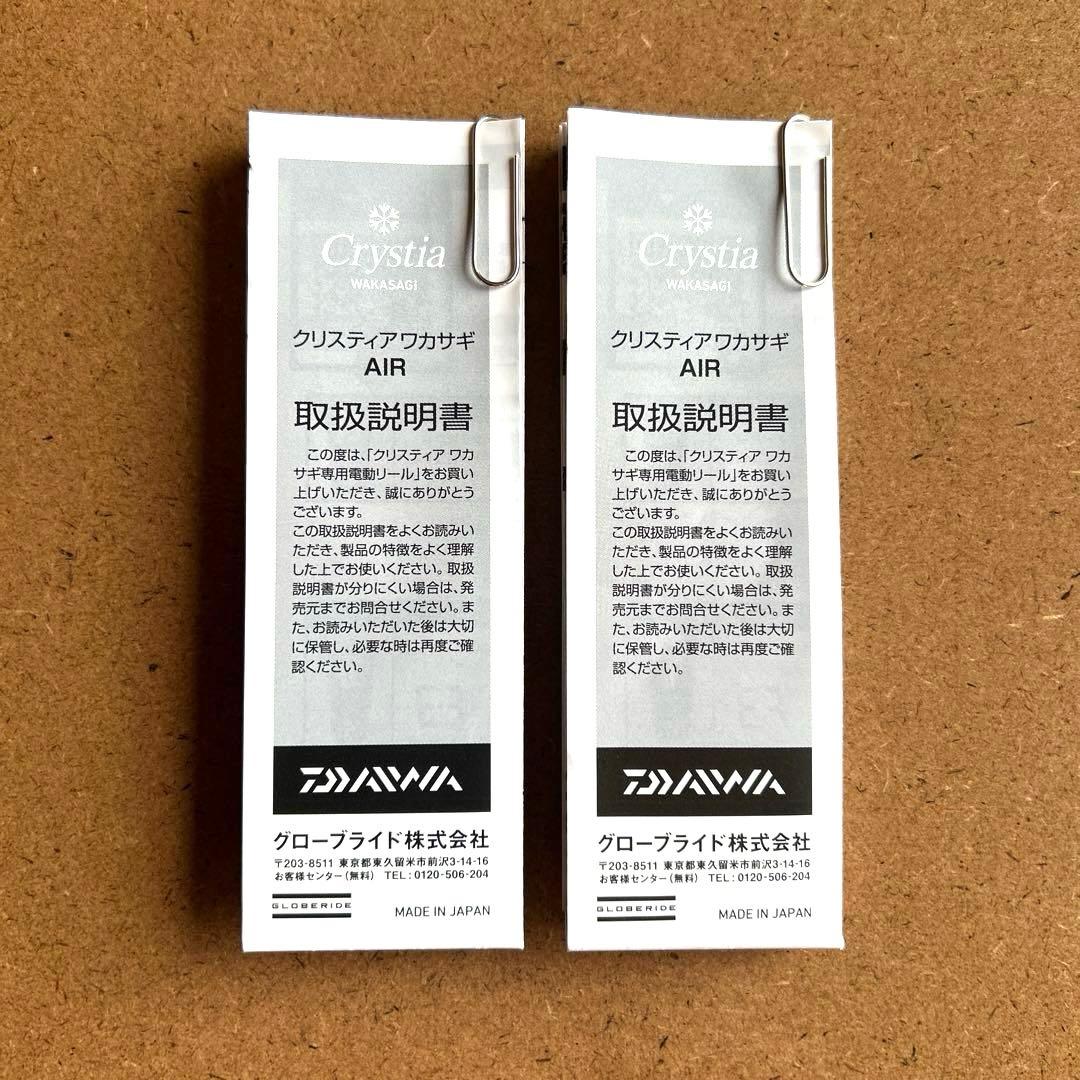 Crystia
WAKASAGI
クリスティアワカサギ
AIR
取扱説明書
この度は、「クリスティア ワカ
サギ専用電動リール」をお買い
上げいただき、誠にありがとう
ございます。
この取扱説明書をよくお読みい
ただき、製品の特徴をよく理解
した上でお使いください。取扱
説明書が分りにくい場合は、発
売元までお問合せください。ま
た、お読みいただいた後は大切
に保管し、必要な時は再度ご確
認ください。
DAIWA
グローブライド株式会社
〒203-8511 東京都東久留米市前沢3-14-16
お客様センター(無料) TEL:0120-506-204
GLOBERIDE
MADE IN JAPAN
Crystia
WAKASAGI
クリスティアワカサギ
AIR
取扱説明書
この度は、「クリスティア ワカ
サギ専用電動リール」をお買い
上げいただき、誠にありがとう
ございます。
この取扱説明書をよくお読みい
ただき、製品の特徴をよく理解
した上でお使いください。取扱
説明書が分りにくい場合は、発
売元までお問合せください。ま
た、お読みいただいた後は大切
に保管し、必要な時は再度ご確
認ください。
DAIWA
グローブライド株式会社
〒203-8511 東京都東久留米市前沢3-14-16
お客様センター(無料) TEL:0120-506-204
GLOBERIDE
MADE IN JAPAN